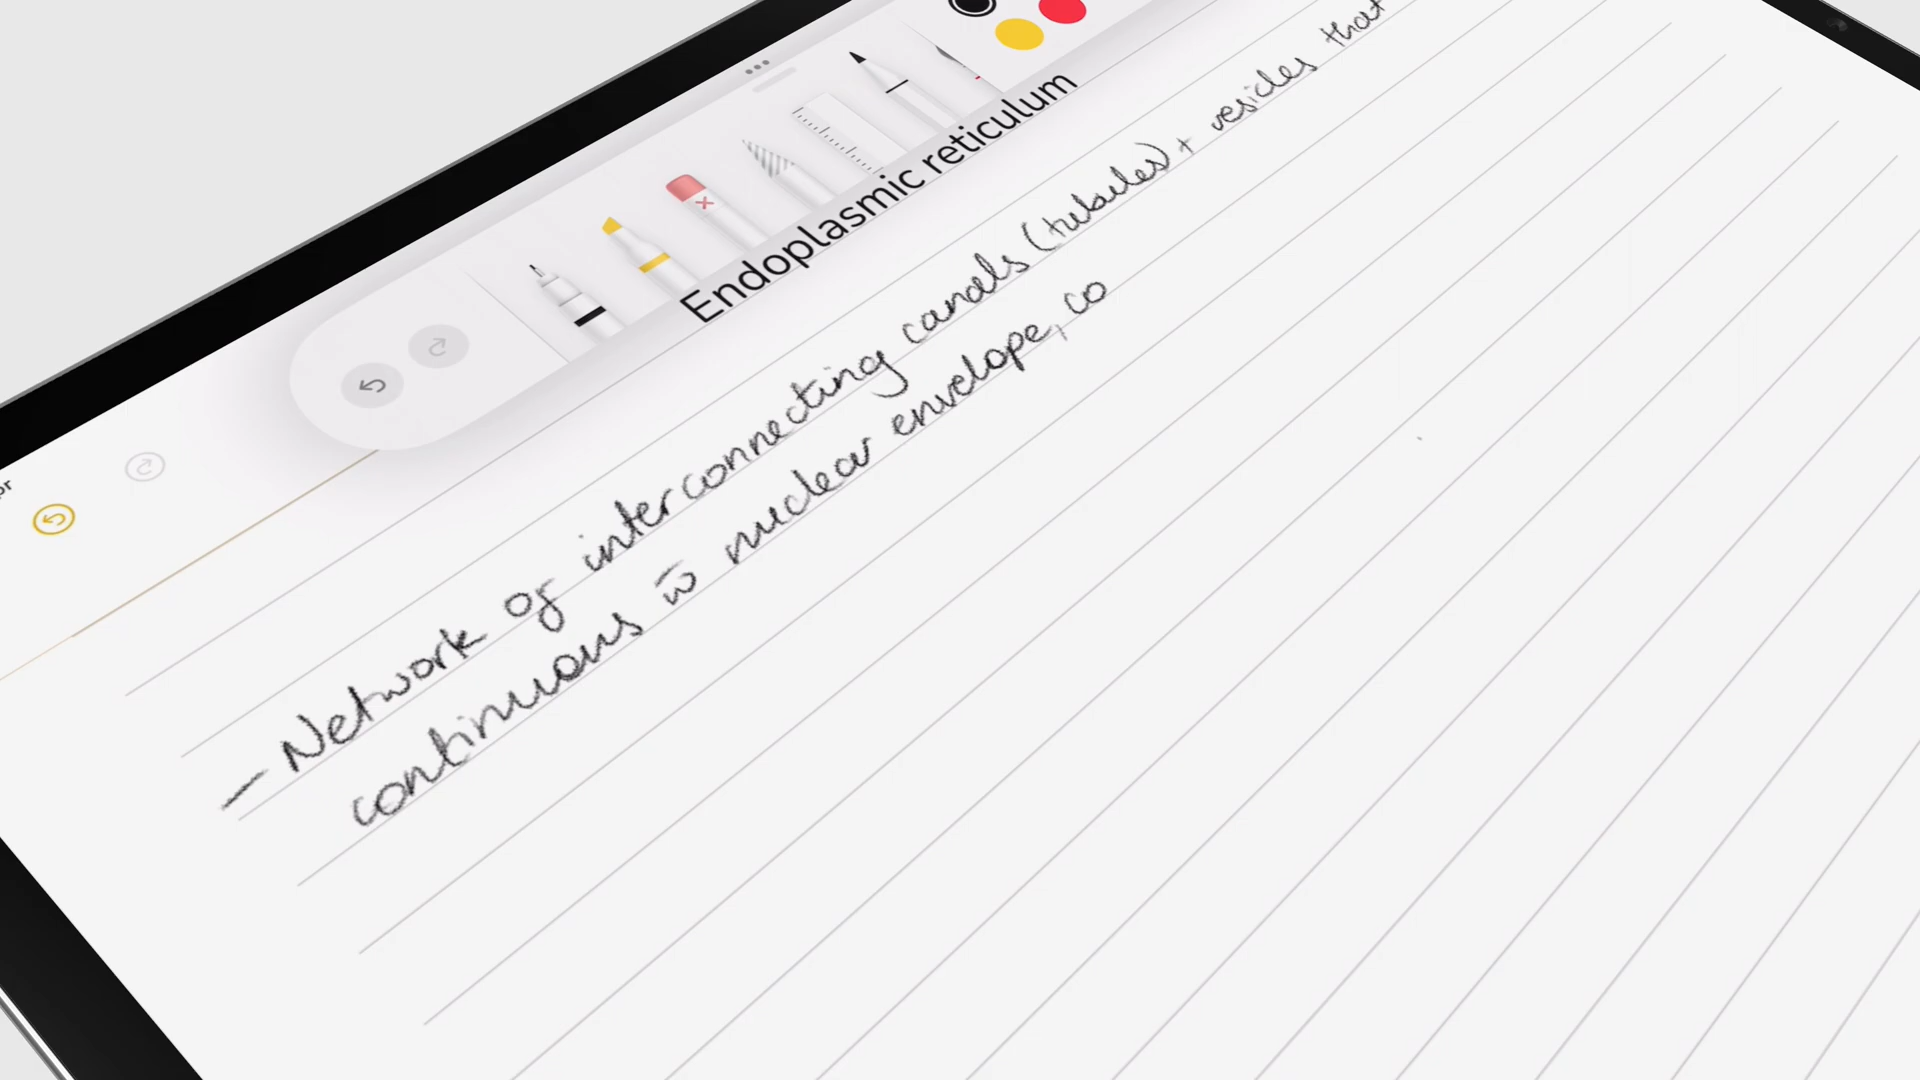 Endoplasmic reticulum
— Network of interconnecting canals (tubules) + vesicles that
continuous w̄ nuclear envelope, co